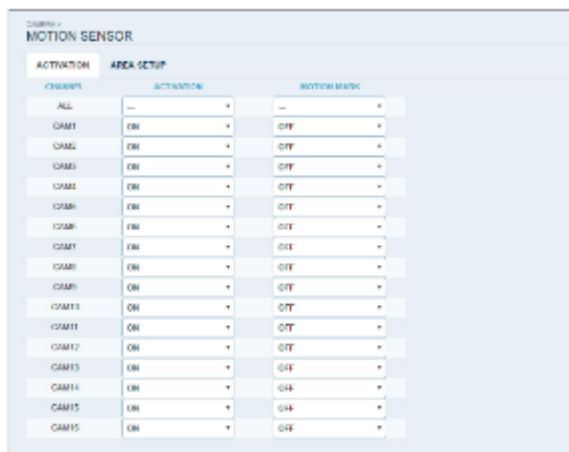 CAMERA >
MOTION SENSOR
ACTIVATION AREA SETUP
CHANNEL ACTIVATION MOTION MARK
ALL --- ---
CAM1 ON OFF
CAM2 ON OFF
CAM3 ON OFF
CAM4 ON OFF
CAM5 ON OFF
CAM6 ON OFF
CAM7 ON OFF
CAM8 ON OFF
CAM9 ON OFF
CAM10 ON OFF
CAM11 ON OFF
CAM12 ON OFF
CAM13 ON OFF
CAM14 ON OFF
CAM15 ON OFF
CAM16 ON OFF